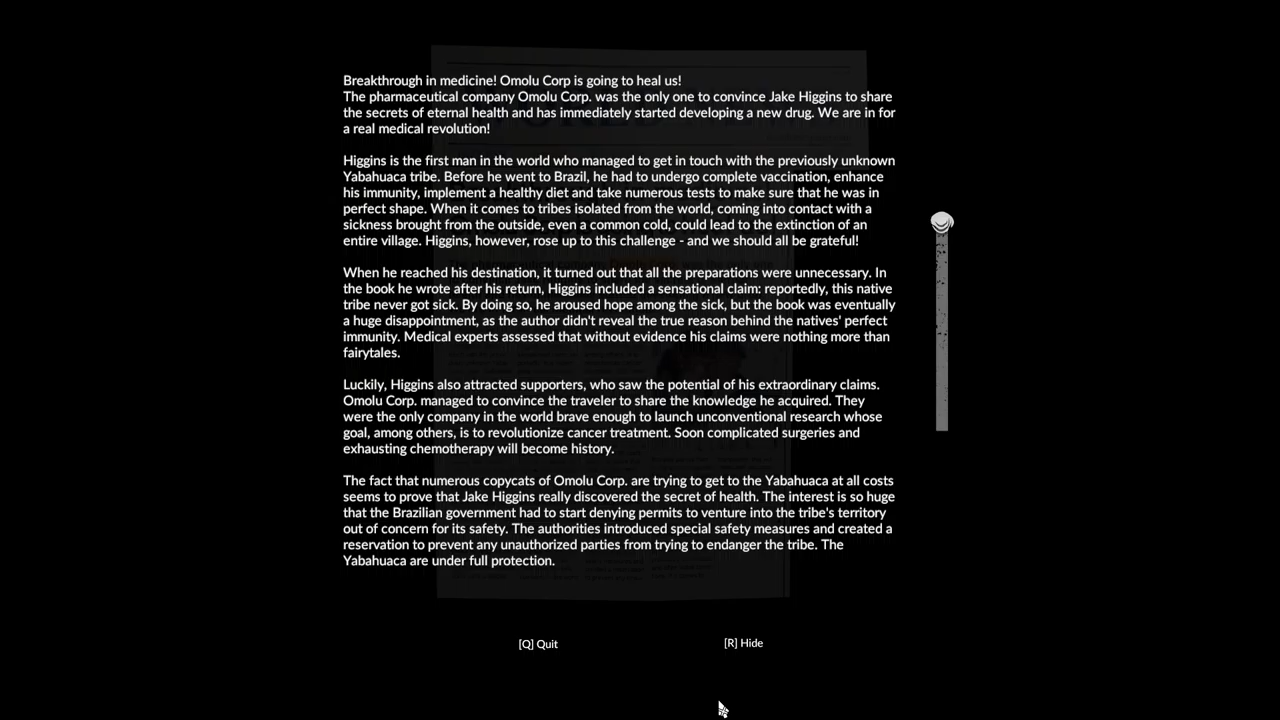 Breakthrough in medicine! Omolu Corp is going to heal us!
The pharmaceutical company Omolu Corp. was the only one to convince Jake Higgins to share
the secrets of eternal health and has immediately started developing a new drug. We are in for
a real medical revolution!
Higgins is the first man in the world who managed to get in touch with the previously unknown
Yabahuaca tribe. Before he went to Brazil, he had to undergo complete vaccination, enhance
his immunity, implement a healthy diet and take numerous tests to make sure that he was in
perfect shape. When it comes to tribes isolated from the world, coming into contact with a
sickness brought from the outside, even a common cold, could lead to the extinction of an
entire village. Higgins, however, rose up to this challenge - and we should all be grateful!
When he reached his destination, it turned out that all the preparations were unnecessary. In
the book he wrote after his return, Higgins included a sensational claim: reportedly, this native
tribe never got sick. By doing so, he aroused hope among the sick, but the book was eventually
a huge disappointment, as the author didn't reveal the true reason behind the natives' perfect
immunity. Medical experts assessed that without evidence his claims were nothing more than
fairytales.
Luckily, Higgins also attracted supporters, who saw the potential of his extraordinary claims.
Omolu Corp. managed to convince the traveler to share the knowledge he acquired. They
were the only company in the world brave enough to launch unconventional research whose
goal, among others, is to revolutionize cancer treatment. Soon complicated surgeries and
exhausting chemotherapy will become history.
The fact that numerous copycats of Omolu Corp. are trying to get to the Yabahuaca at all costs
seems to prove that Jake Higgins really discovered the secret of health. The interest is so huge
that the Brazilian government had to start denying permits to venture into the tribe's territory
out of concern for its safety. The authorities introduced special safety measures and created a
reservation to prevent any unauthorized parties from trying to endanger the tribe. The
Yabahuaca are under full protection.
[Q] Quit
[R] Hide